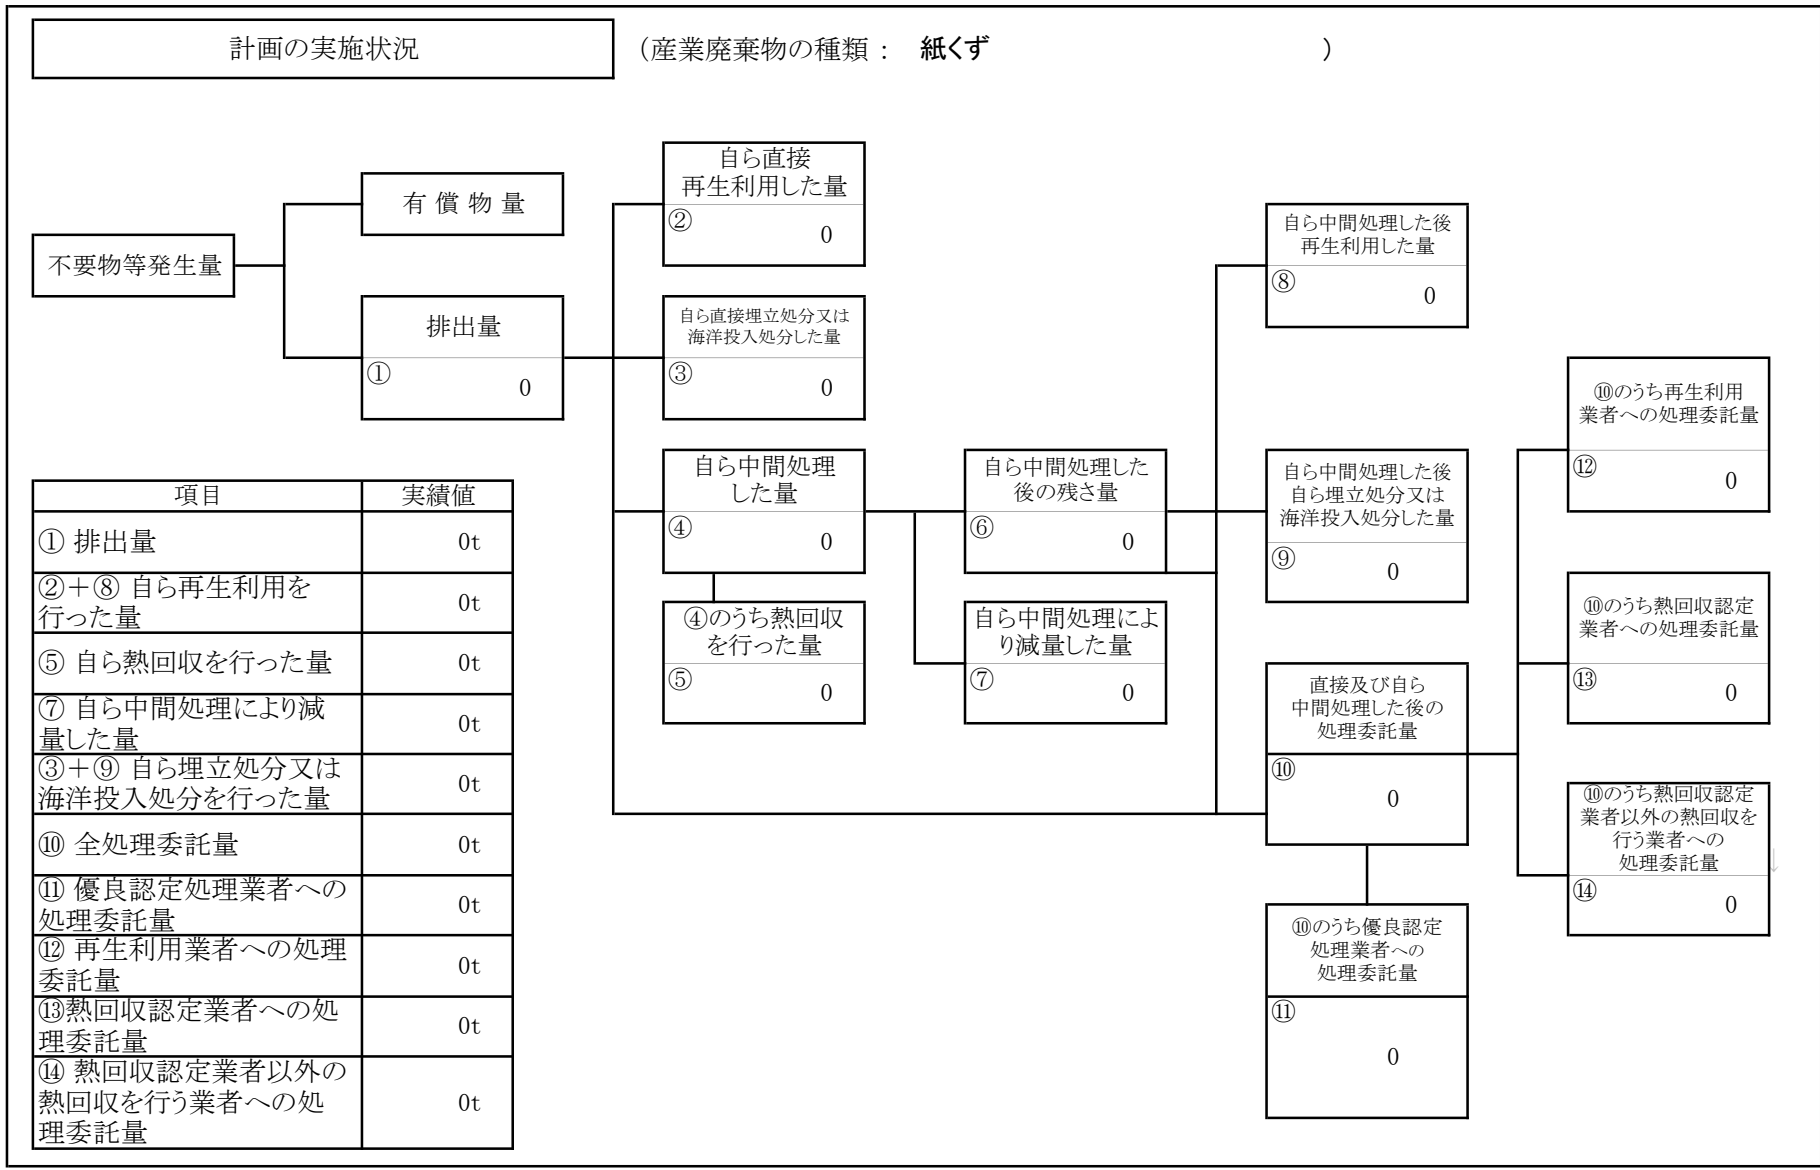 計画の実施状況
（産業廃棄物の種類： 紙くず ）
不要物等発生量
有 償 物 量
排出量
① 0
自ら直接
再生利用した量
② 0
自ら直接埋立処分又は
海洋投入処分した量
③ 0
自ら中間処理
した量
④ 0
④のうち熱回収
を行った量
⑤ 0
自ら中間処理した
後の残さ量
⑥ 0
自ら中間処理によ
り減量した量
⑦ 0
自ら中間処理した後
再生利用した量
⑧ 0
自ら中間処理した後
自ら埋立処分又は
海洋投入処分した量
⑨ 0
直接及び自ら
中間処理した後の
処理委託量
⑩ 0
⑩のうち優良認定
処理業者への
処理委託量
⑪ 0
⑩のうち再生利用
業者への処理委託量
⑫ 0
⑩のうち熱回収認定
業者への処理委託量
⑬ 0
⑩のうち熱回収認定
業者以外の熱回収を
行う業者への
処理委託量
↓
⑭ 0
項目 実績値
① 排出量 0t
②＋⑧ 自ら再生利用を
行った量 0t
⑤ 自ら熱回収を行った量 0t
⑦ 自ら中間処理により減
量した量 0t
③＋⑨ 自ら埋立処分又は
海洋投入処分を行った量 0t
⑩ 全処理委託量 0t
⑪ 優良認定処理業者への
処理委託量 0t
⑫ 再生利用業者への処理
委託量 0t
⑬熱回収認定業者への処
理委託量 0t
⑭ 熱回収認定業者以外の
熱回収を行う業者への処
理委託量 0t